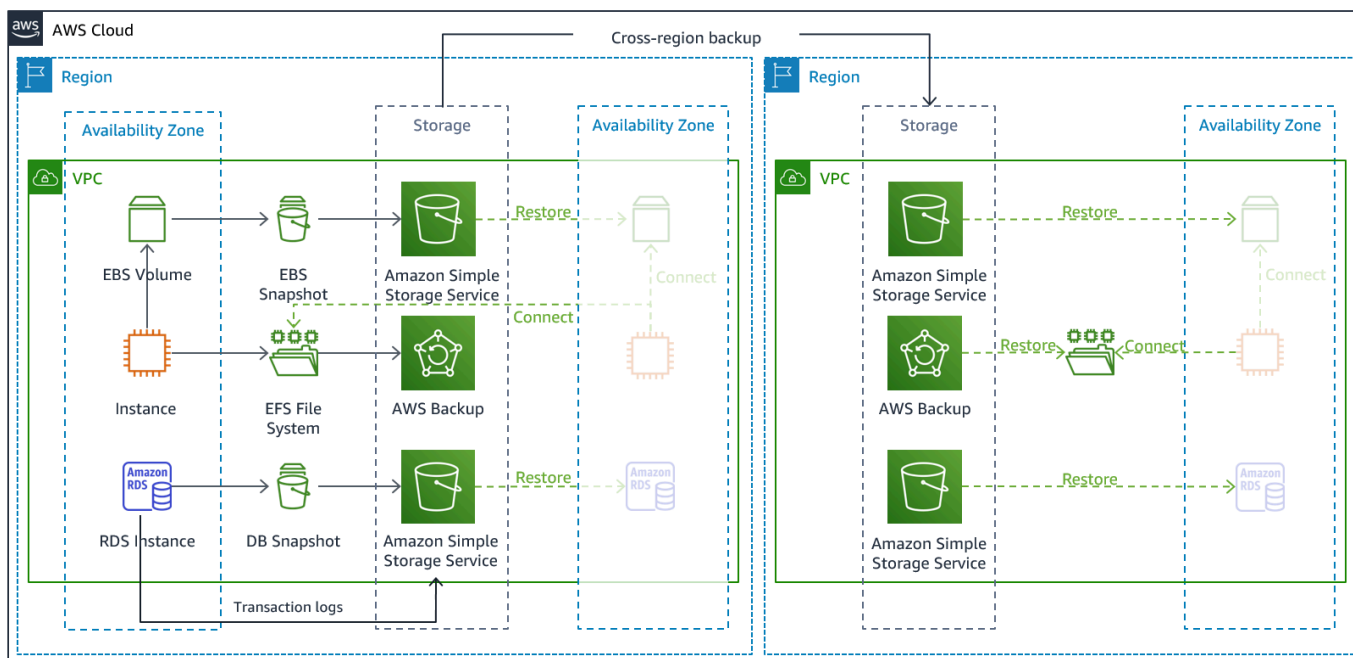 aws
AWS Cloud
Cross-region backup
Region
Region
Availability Zone
Storage
Availability Zone
Storage
Availability Zone
VPC
VPC
Restore
Restore
EBS Volume
EBS
Snapshot
Amazon Simple
Storage Service
Connect
Amazon Simple
Storage Service
Connect
Connect
Restore
Connect
Instance
EFS File
System
AWS Backup
AWS Backup
Amazon
RDS
Restore
Amazon
RDS
Restore
Amazon
RDS
RDS Instance
DB Snapshot
Amazon Simple
Storage Service
Amazon Simple
Storage Service
Transaction logs